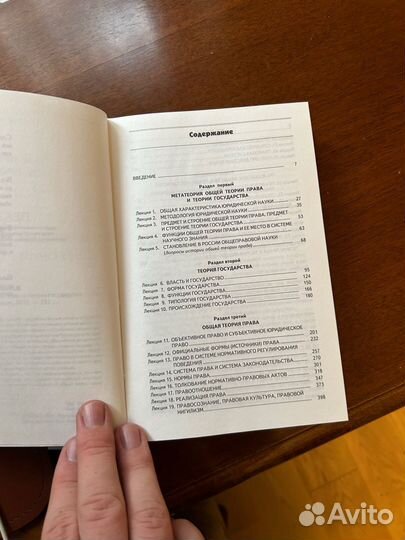 Содержание
ВВЕДЕНИЕ 7
Раздел первый
МЕТАТЕОРИЯ ОБЩЕЙ ТЕОРИИ ПРАВА
И ТЕОРИИ ГОСУДАРСТВА
Лекция 1. ОБЩАЯ ХАРАКТЕРИСТИКА ЮРИДИЧЕСКОЙ НАУКИ 27
Лекция 2. МЕТОДОЛОГИЯ ЮРИДИЧЕСКОЙ НАУКИ 35
Лекция 3. ПРЕДМЕТ И СТРОЕНИЕ ОБЩЕЙ ТЕОРИИ ПРАВА, ПРЕДМЕТ
И СТРОЕНИЕ ТЕОРИИ ГОСУДАРСТВА 53
Лекция 4. ФУНКЦИИ ОБЩЕЙ ТЕОРИИ ПРАВА И ЕЕ МЕСТО В СИСТЕМЕ
НАУЧНОГО ЗНАНИЯ 63
Лекция 5. СТАНОВЛЕНИЕ В РОССИИ ОБЩЕПРАВОВОЙ НАУКИ 68
(Вопросы истории общей теории права)
Раздел второй
ТЕОРИЯ ГОСУДАРСТВА
Лекция 6. ВЛАСТЬ И ГОСУДАРСТВО 95
Лекция 7. ФОРМА ГОСУДАРСТВА 124
Лекция 8. ФУНКЦИИ ГОСУДАРСТВА 150
Лекция 9. ТИПОЛОГИЯ ГОСУДАРСТВА 166
Лекция 10. ПРОИСХОЖДЕНИЕ ГОСУДАРСТВА 180
Раздел третий
ОБЩАЯ ТЕОРИЯ ПРАВА
Лекция 11. ОБЪЕКТИВНОЕ ПРАВО И СУБЪЕКТИВНОЕ ЮРИДИЧЕСКОЕ
ПРАВО 201
Лекция 12. ОФИЦИАЛЬНЫЕ ФОРМЫ (ИСТОЧНИКИ) ПРАВА 232
Лекция 13. ПРАВО В СИСТЕМЕ НОРМАТИВНОГО РЕГУЛИРОВАНИЯ
ПОВЕДЕНИЯ 257
Лекция 14. СИСТЕМА ПРАВА И СИСТЕМА ЗАКОНОДАТЕЛЬСТВА 270
Лекция 15. НОРМЫ ПРАВА 301
Лекция 16. ТОЛКОВАНИЕ НОРМАТИВНО-ПРАВОВЫХ АКТОВ 318
Лекция 17. ПРАВООТНОШЕНИЕ 347
Лекция 18. РЕАЛИЗАЦИЯ ПРАВА 373
Лекция 19. ПРАВОСОЗНАНИЕ, ПРАВОВАЯ КУЛЬТУРА, ПРАВОВОЙ
НИГИЛИЗМ 398
Avito